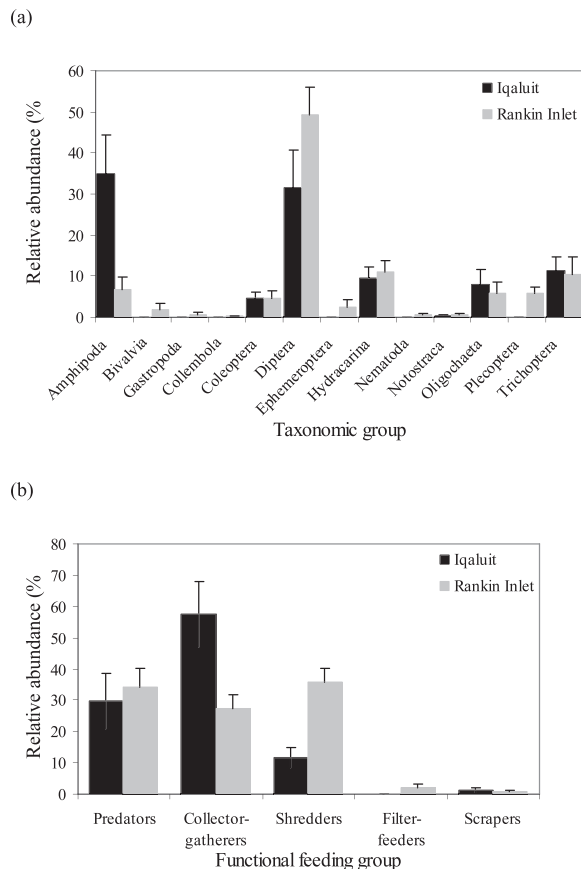 (a)
Relative abundance (%
60
50
40
30
20
10
0
Iqaluit
Rankin Inlet
Amphipoda
Bivalvia
Gastropoda
Collembola
Coleoptera
Diptera
Ephemeroptera
Hydracarina
Nematoda
Notostraca
Oligochaeta
Plecoptera
Trichoptera
Taxonomic group
(b)
Relative abundance (%
80
70
60
50
40
30
20
10
0
Iqaluit
Rankin Inlet
Predators
Collector-
gatherers
Shredders
Filter-
feeders
Scrapers
Functional feeding group